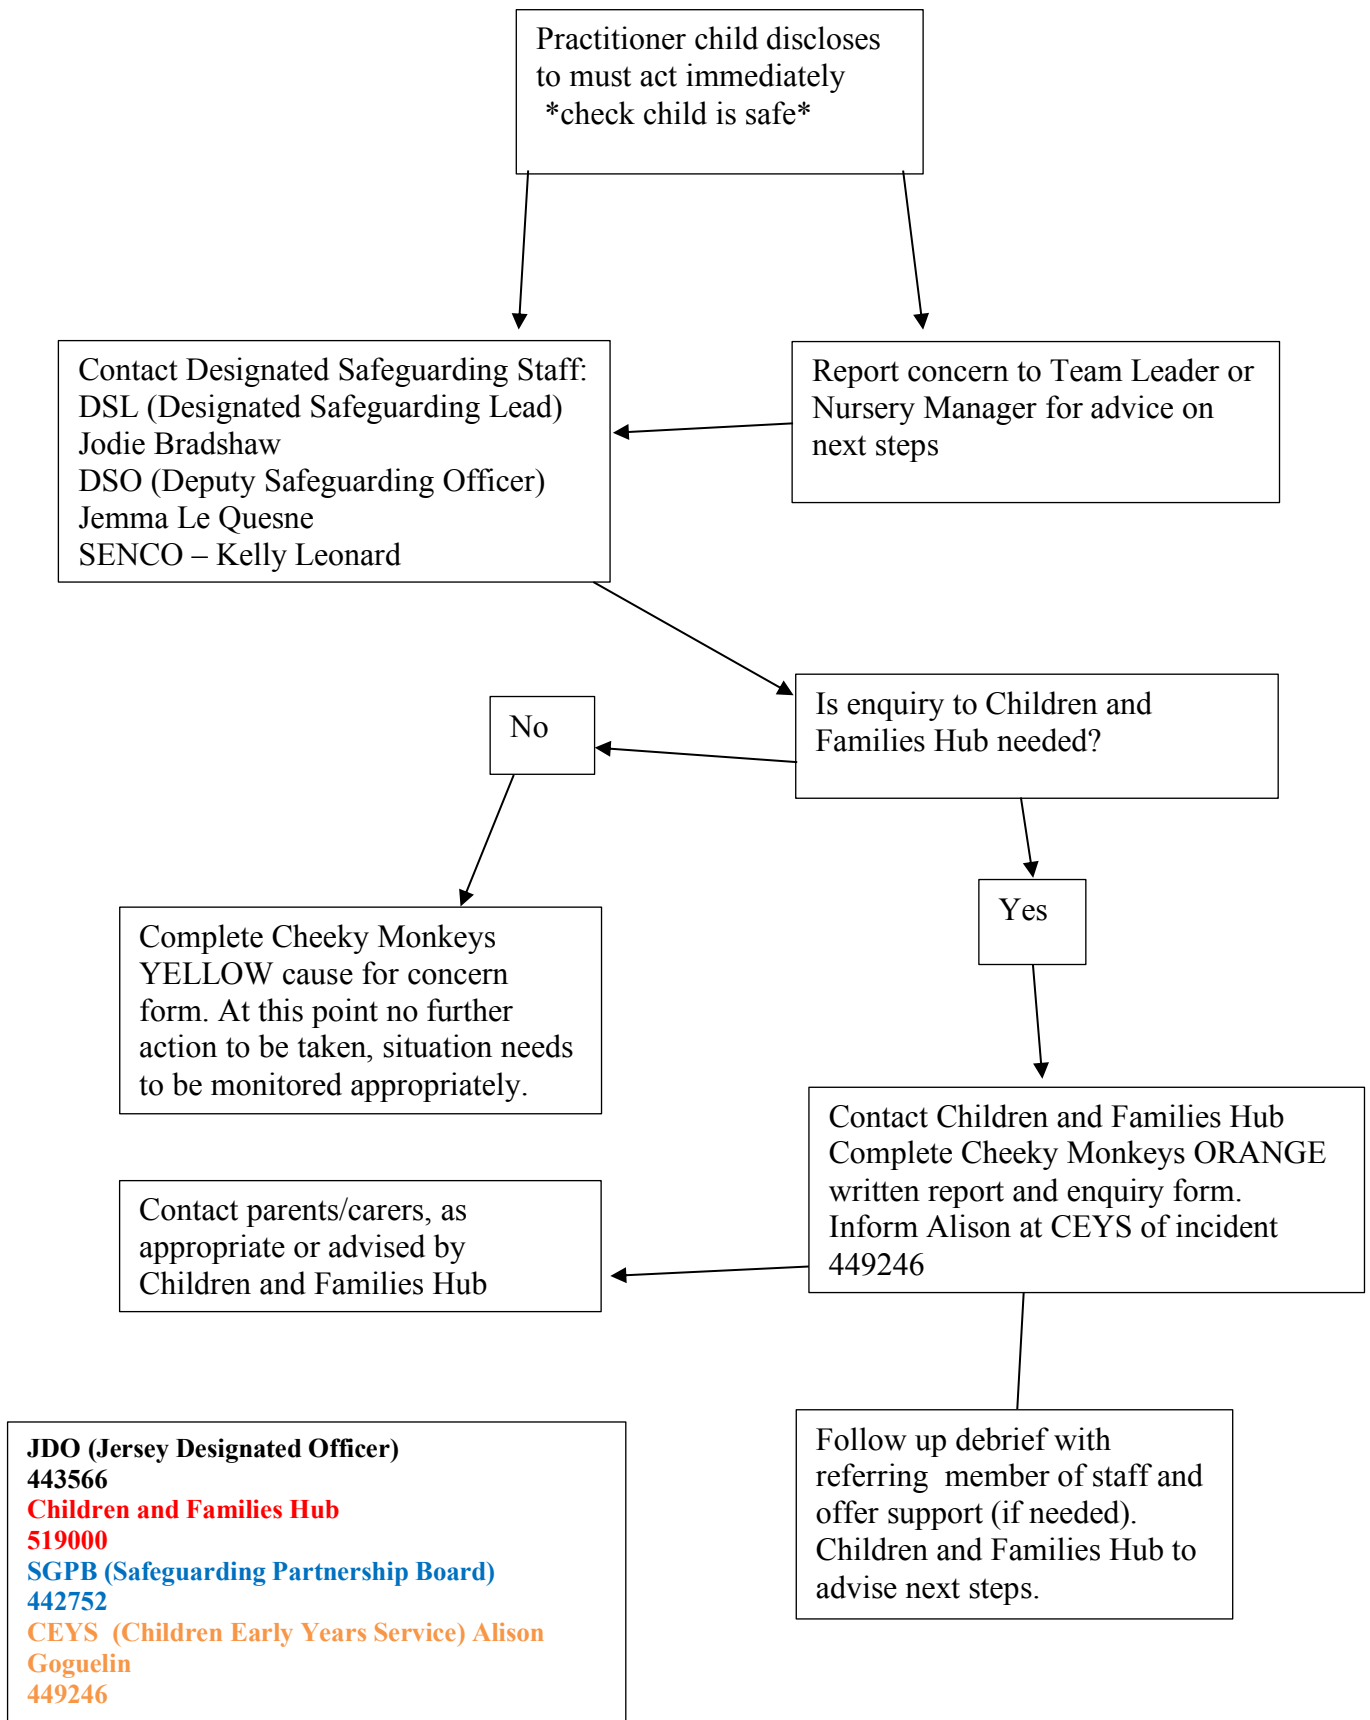 Practitioner child discloses
to must act immediately
*check child is safe*
Contact Designated Safeguarding Staff:
DSL (Designated Safeguarding Lead)
Jodie Bradshaw
DSO (Deputy Safeguarding Officer)
Jemma Le Quesne
SENCO – Kelly Leonard
Report concern to Team Leader or
Nursery Manager for advice on
next steps
Is enquiry to Children and
Families Hub needed?
No
Yes
Complete Cheeky Monkeys
YELLOW cause for concern
form. At this point no further
action to be taken, situation needs
to be monitored appropriately.
Contact Children and Families Hub
Complete Cheeky Monkeys ORANGE
written report and enquiry form.
Inform Alison at CEYS of incident
449246
Contact parents/carers, as
appropriate or advised by
Children and Families Hub
Follow up debrief with
referring  member of staff and
offer support (if needed).
Children and Families Hub to
advise next steps.
JDO (Jersey Designated Officer)
443566
Children and Families Hub
519000
SGPB (Safeguarding Partnership Board)
442752
CEYS  (Children Early Years Service) Alison
Goguelin
449246